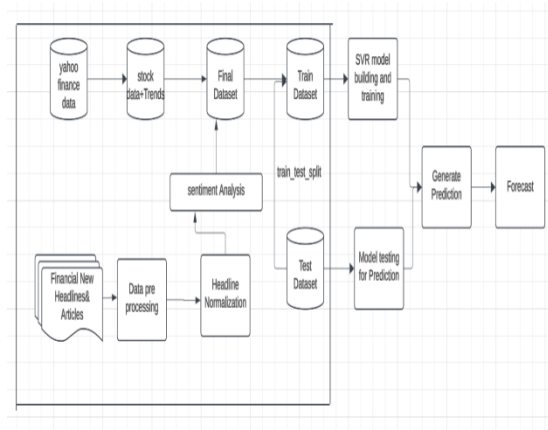 yahoo
finance
data
stock
data+Trends
Final
Dataset
Train
Dataset
SVR model
building and
training
sentiment Analysis
train_test_split
Generate
Prediction
Forecast
Financial New
Headlines&
Articles
Data pre
processing
Headline
Normalization
Test
Dataset
Model testing
for Prediction